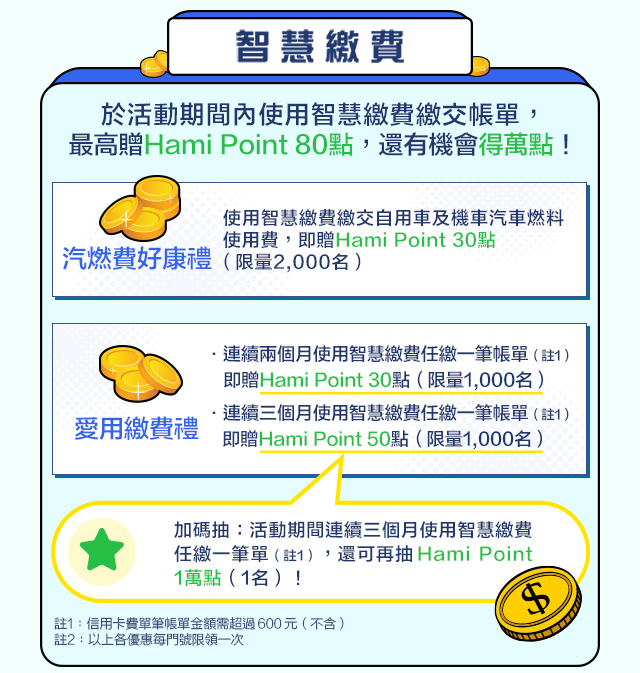 智慧繳費
於活動期間內使用智慧繳費繳交帳單，
最高贈Hami Point 80點，還有機會得萬點！
使用智慧繳費繳交自用車及機車汽車燃料
使用費，即贈Hami Point 30點
（限量2,000名）
汽燃費好康禮
·連續兩個月使用智慧繳費任繳一筆帳單（註1）
即贈Hami Point 30點（限量1,000名）
·連續三個月使用智慧繳費任繳一筆帳單（註1）
即贈Hami Point 50點（限量1,000名）
愛用繳費禮
加碼抽：活動期間連續三個月使用智慧繳費
任繳一筆單（註1），還可再抽 Hami Point
1萬點（1名）！
$
註1：信用卡費單筆帳單金額需超過 600 元（不含）
註2：以上各優惠每門號限領一次